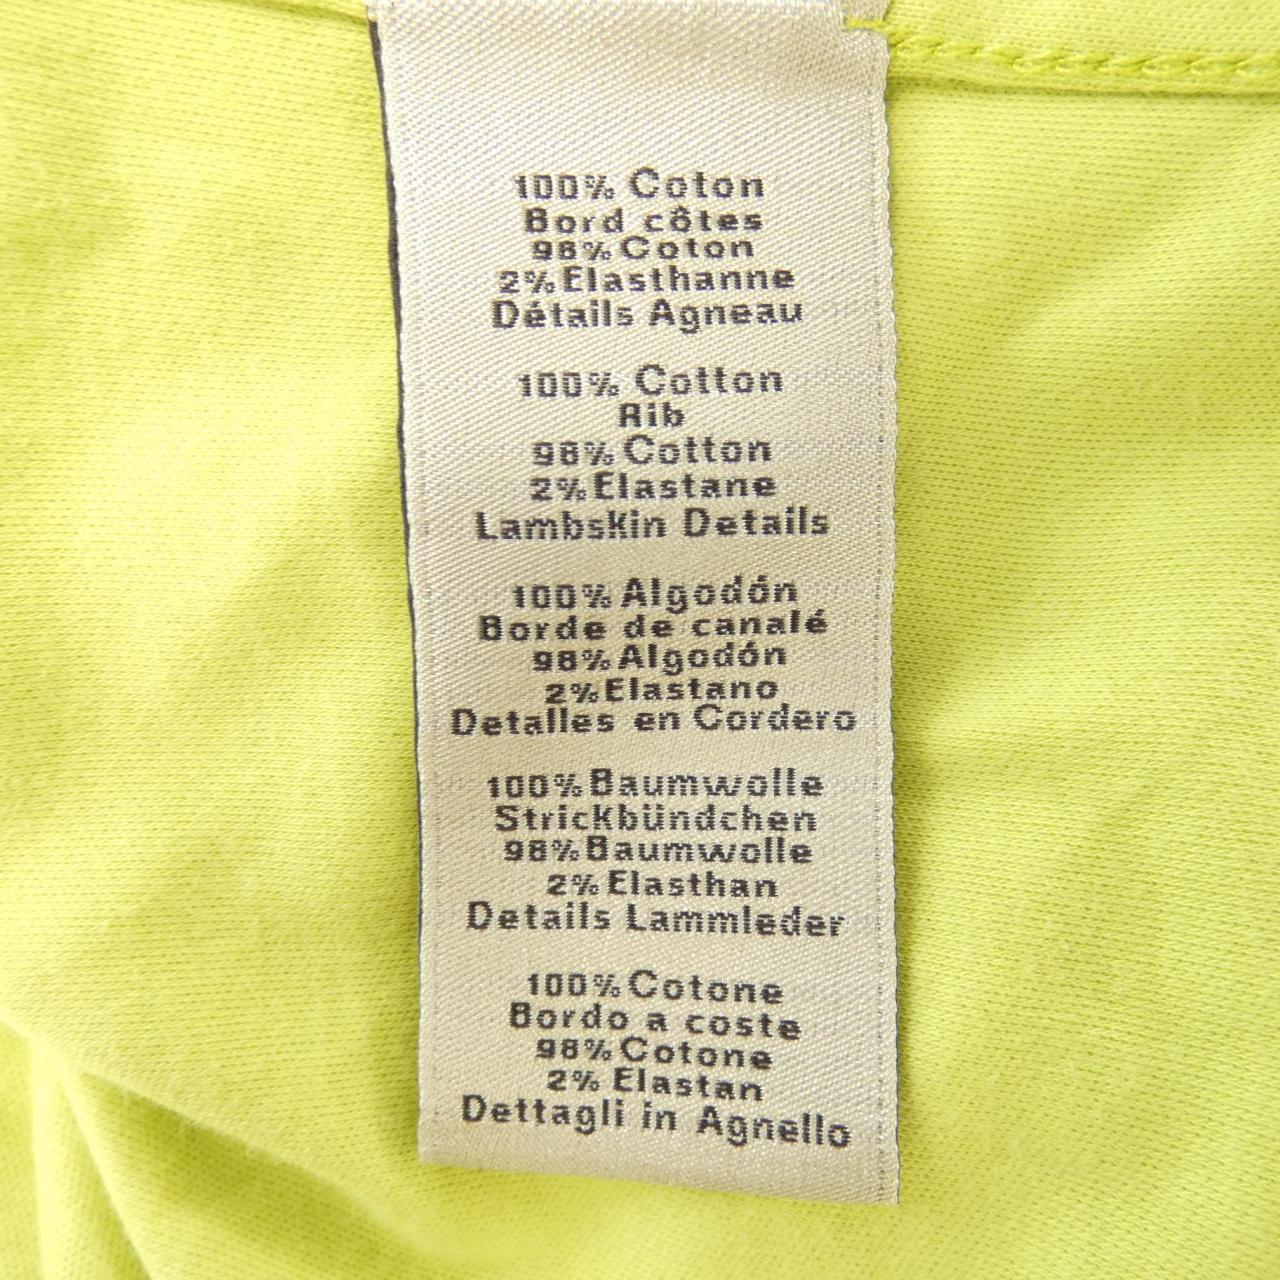 100% Coton
Bord côtes
98% Coton
2% Elasthanne
Détails Agneau
100% Cotton
Rib
98% Cotton
2% Elastane
Lambskin Details
100% Algodón
Borde de canalé
98% Algodón
2% Elastano
Detalles en Cordero
100% Baumwolle
Strickbündchen
98% Baumwolle
2% Elasthan
Details Lammleder
100% Cotone
Bordo a coste
98% Cotone
2% Elastan
Dettagli in Agnello